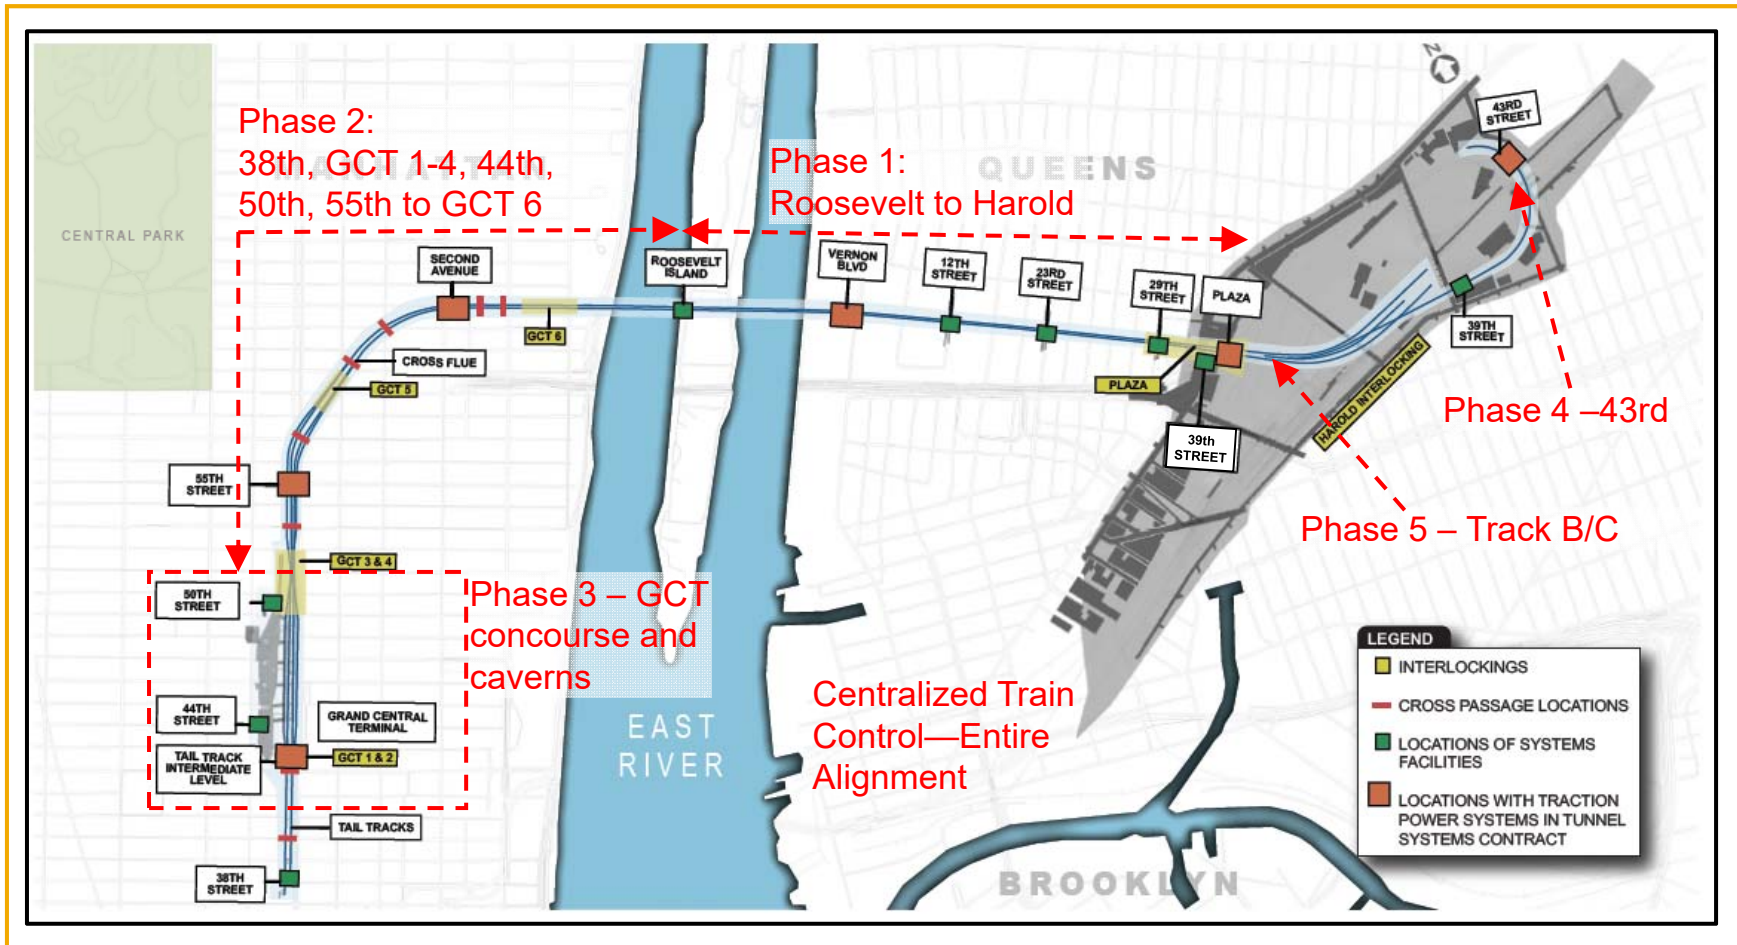 Phase 2:
38th, GCT 1-4, 44th,
50th, 55th to GCT 6
MANHATTAN
CENTRAL PARK
Phase 1:
Roosevelt to Harold
QUEENS
N
43RD
STREET
SECOND
AVENUE
ROOSEVELT
ISLAND
VERNON
BLVD
12TH
STREET
23RD
STREET
29TH
STREET
PLAZA
39TH
STREET
GCT 6
CROSS FLUE
GCT 5
PLAZA
HAROLD INTERLOCKING
39th
STREET
Phase 4 –43rd
Phase 5 – Track B/C
55TH
STREET
GCT 3 & 4
50TH
STREET
Phase 3 – GCT
concourse and
caverns
44TH
STREET
GRAND CENTRAL
TERMINAL
TAIL TRACK
INTERMEDIATE
LEVEL
GCT 1 & 2
TAIL TRACKS
38TH
STREET
EAST
RIVER
Centralized Train
Control—Entire
Alignment
BROOKLYN
LEGEND
INTERLOCKINGS
CROSS PASSAGE LOCATIONS
LOCATIONS OF SYSTEMS
FACILITIES
LOCATIONS WITH TRACTION
POWER SYSTEMS IN TUNNEL
SYSTEMS CONTRACT